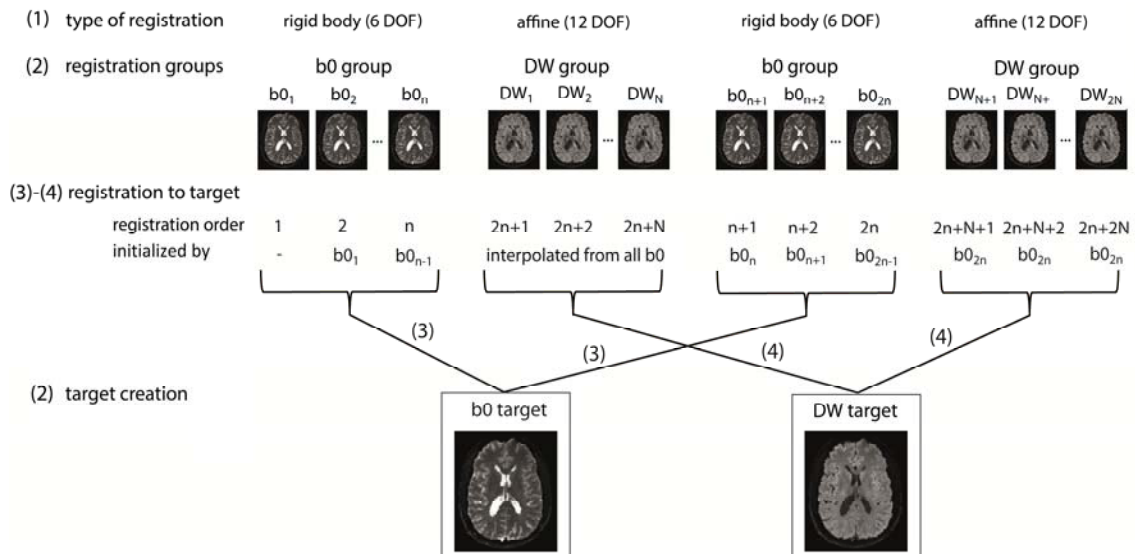 (1) type of registration rigid body (6 DOF) affine (12 DOF) rigid body (6 DOF) affine (12 DOF)
(2) registration groups b0 group DW group b0 group DW group
b0₁ b0₂ b0ₙ DW₁ DW₂ DW_N b0ₙ₊₁ b0ₙ₊₂ b0₂ₙ DW_N+1 DW_N+ DW_2N
... ... ... ...
(3)-(4) registration to target
registration order 1 2 n 2n+1 2n+2 2n+N n+1 n+2 2n 2n+N+1 2n+N+2 2n+2N
initialized by - b0₁ b0ₙ₋₁ interpolated from all b0 b0ₙ b0ₙ₊₁ b0₂ₙ₋₁ b0₂ₙ b0₂ₙ b0₂ₙ
(3) (3) (4) (4)
(2) target creation
b0 target DW target